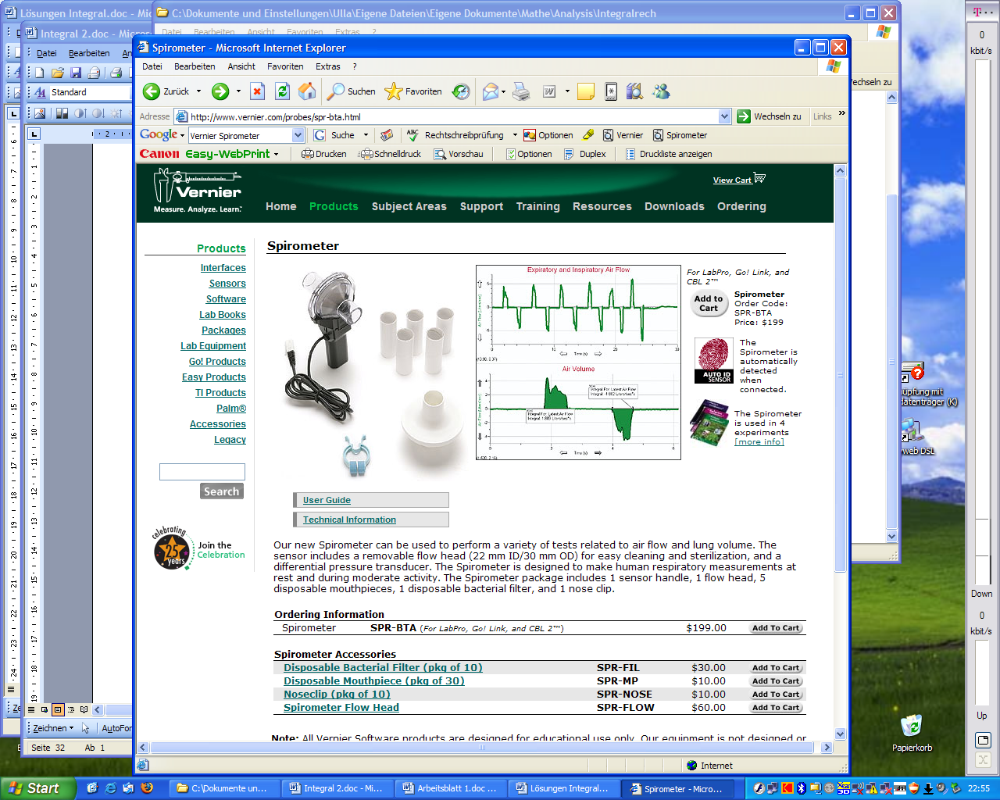 Lösungen Integral.doc - Mi
C:\Dokumente und Einstellungen\Ulla\Eigene Dateien\Eigene Dokumente\Mathe\Analysis\Integralrech
Datei Bearbeiten Ansicht Favoriten Extras ?
Integral 2.doc - Micros
Datei Bearbeiten An
Standard
Spirometer - Microsoft Internet Explorer
Datei Bearbeiten Ansicht Favoriten Extras ?
Zurück Suchen Favoriten
Adresse http://www.vernier.com/probes/spr-bta.html Wechseln zu Links
Wechseln zu
Google Vernier Spirometer Suche Rechtschreibprüfung Optionen Vernier Spirometer
Canon Easy-WebPrint Drucken Schnelldruck Vorschau Optionen Duplex Druckliste anzeigen
Vernier
Measure. Analyze. Learn.™
View Cart
Home Products Subject Areas Support Training Resources Downloads Ordering
Products
Interfaces
Sensors
Software
Lab Books
Packages
Lab Equipment
Go! Products
Easy Products
TI Products
Palm®
Accessories
Legacy
Search
celebrating 25 years
Join the
Celebration
Spirometer
Expiratory and Inspiratory Air Flow
Time (s)
Air Volume
Integral For: Latest Air Flow
Time (s)
For LabPro, Go! Link, and
CBL 2™
Add to
Cart
Spirometer
Order Code:
SPR-BTA
Price: $199
AUTO ID
SENSOR
The
Spirometer is
automatically
detected
when
connected.
The Spirometer
is used in 4
experiments
[more info]
User Guide
Technical Information
Our new Spirometer can be used to perform a variety of tests related to air flow and lung volume. The
sensor includes a removable flow head (22 mm ID/30 mm OD) for easy cleaning and sterilization, and a
differential pressure transducer. The Spirometer is designed to make human respiratory measurements at
rest and during moderate activity. The Spirometer package includes 1 sensor handle, 1 flow head, 5
disposable mouthpieces, 1 disposable bacterial filter, and 1 nose clip.
Ordering Information
Spirometer SPR-BTA (For LabPro, Go! Link, and CBL 2™) $199.00 Add To Cart
Spirometer Accessories
Disposable Bacterial Filter (pkg of 10) SPR-FIL $30.00 Add To Cart
Disposable Mouthpiece (pkg of 30) SPR-MP $10.00 Add To Cart
Noseclip (pkg of 10) SPR-NOSE $10.00 Add To Cart
Spirometer Flow Head SPR-FLOW $60.00 Add To Cart
Note: All Vernier Software products are designed for educational use only. Our equipment is not designed or
Internet
Zeichnen AutoFor
Seite 32 Ab 1
üpfung mit
datenträger (K)
yweb DSL
Papierkorb
0
kbit/s
Down
0
kbit/s
Up
Start C:\Dokumente un... Integral 2.doc - Mi... Arbeitsblatt 1.doc ... Lösungen Integral... Spirometer - Micro... 22:55